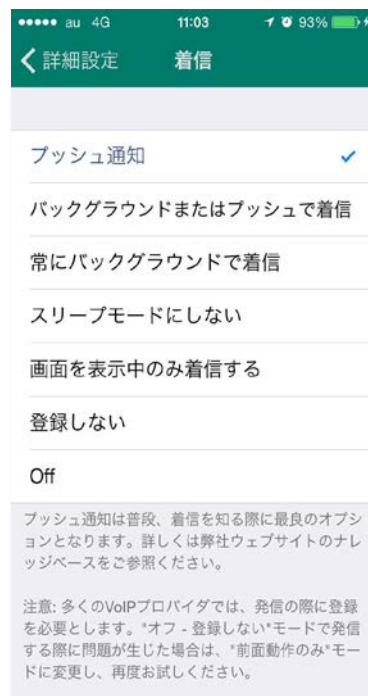 au 4G 11:03 93%
詳細設定 着信
プッシュ通知
バックグラウンドまたはプッシュで着信
常にバックグラウンドで着信
スリープモードにしない
画面を表示中のみ着信する
登録しない
Off
プッシュ通知は普段、着信を知る際に最良のオプシ
ョンとなります。詳しくは弊社ウェブサイトのナレ
ッジベースをご参照ください。
注意: 多くのVoIPプロバイダでは、発信の際に登録
を必要とします。"オフ - 登録しない"モードで発信
する際に問題が生じた場合は、"前面動作のみ"モー
ドに変更し、再度お試しください。